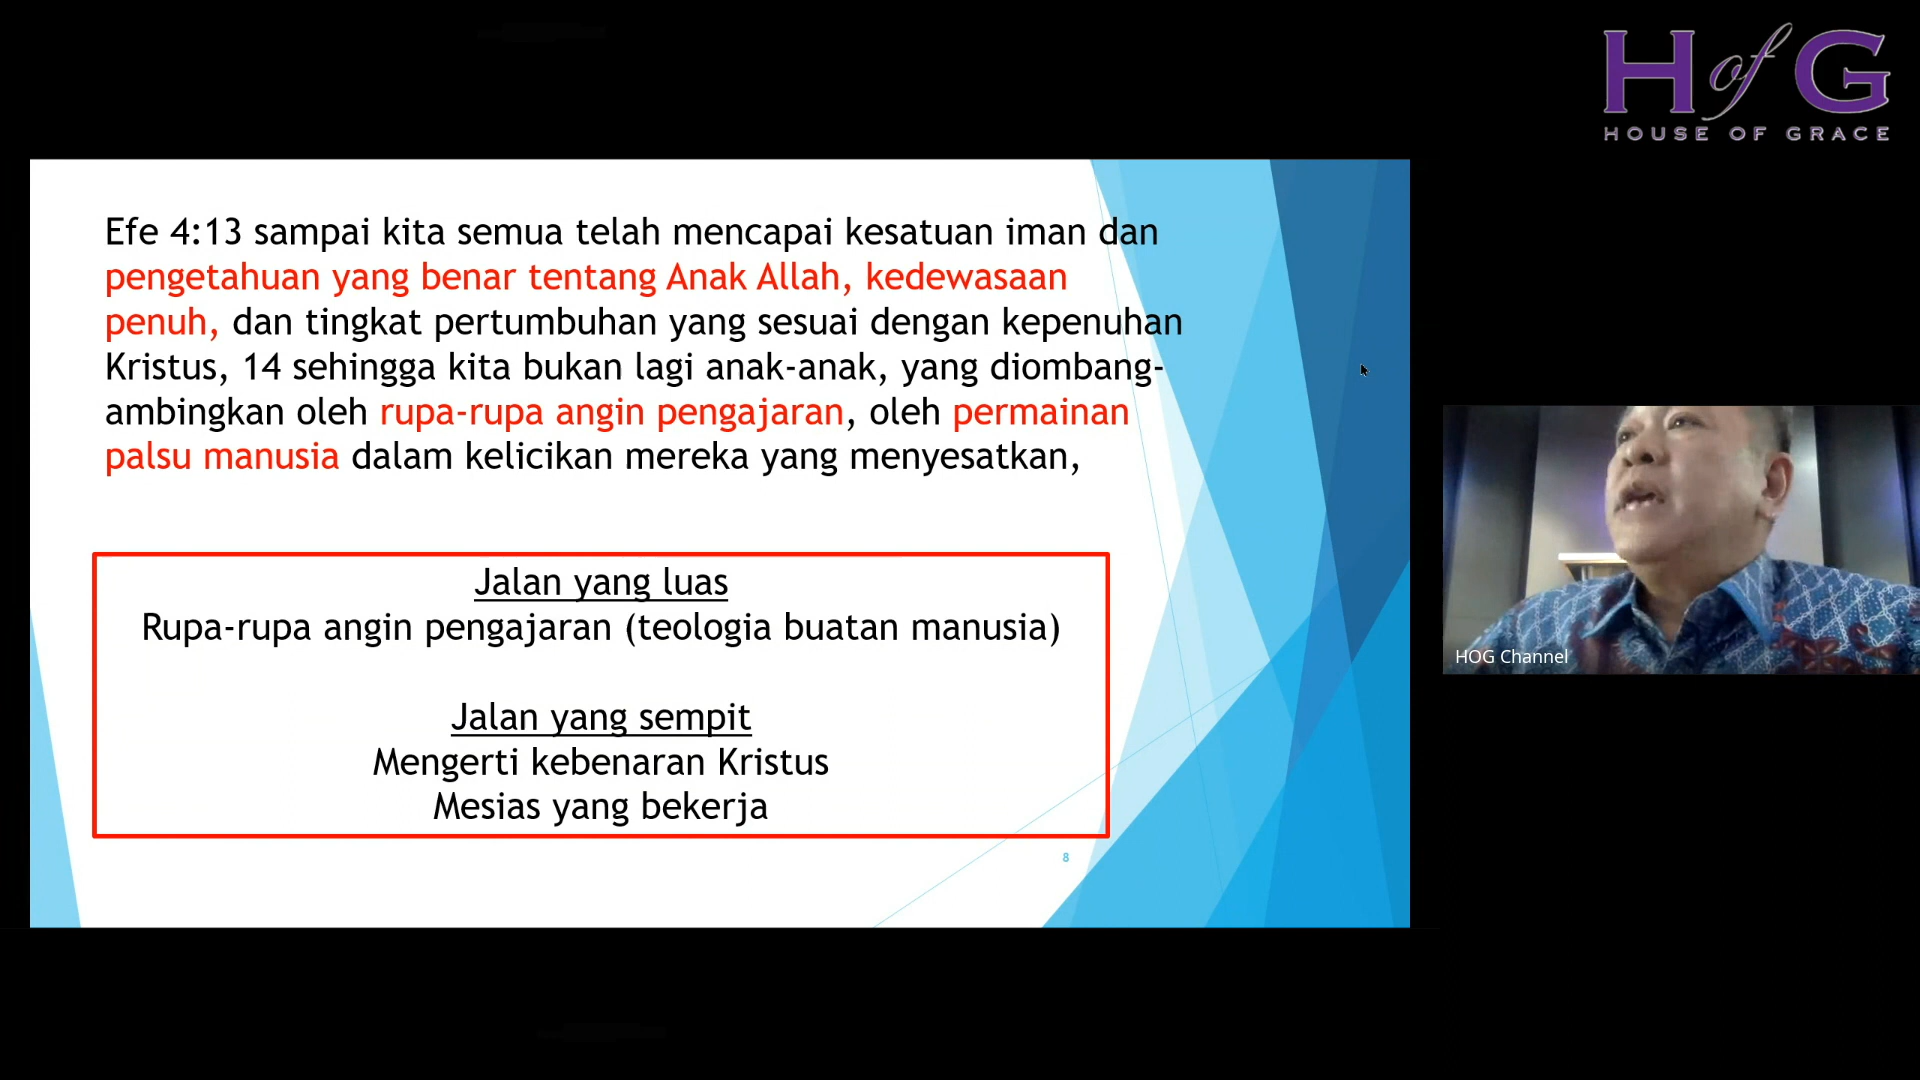 H of G
HOUSE OF GRACE
Efe 4:13 sampai kita semua telah mencapai kesatuan iman dan
pengetahuan yang benar tentang Anak Allah, kedewasaan
penuh, dan tingkat pertumbuhan yang sesuai dengan kepenuhan
Kristus, 14 sehingga kita bukan lagi anak-anak, yang diombang-
ambingkan oleh rupa-rupa angin pengajaran, oleh permainan
palsu manusia dalam kelicikan mereka yang menyesatkan,
Jalan yang luas
Rupa-rupa angin pengajaran (teologia buatan manusia)
Jalan yang sempit
Mengerti kebenaran Kristus
Mesias yang bekerja
8
HOG Channel